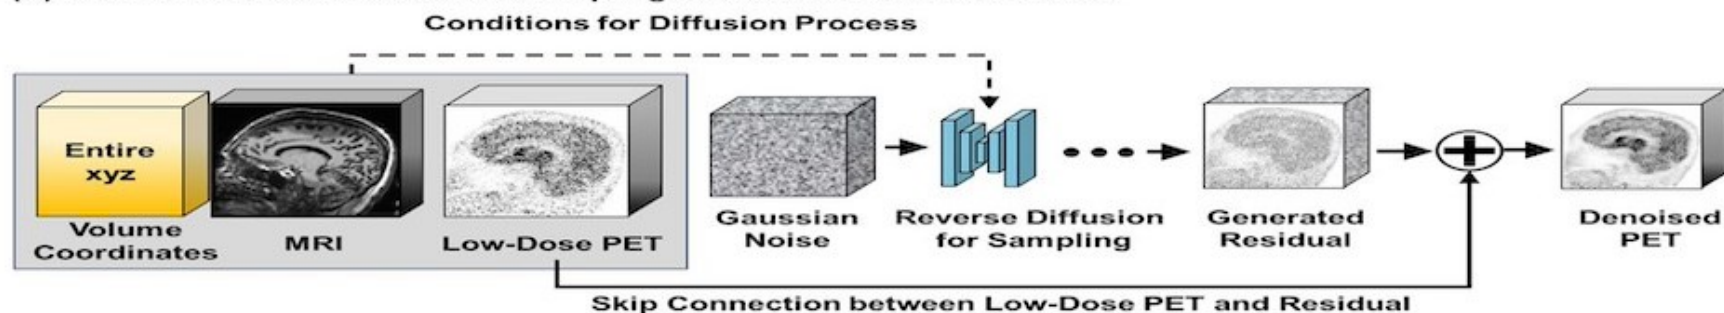 Conditions for Diffusion Process
Entire
xyz
Volume
Coordinates
MRI
Low-Dose PET
Gaussian
Noise
Reverse Diffusion
for Sampling
Generated
Residual
Denoised
PET
Skip Connection between Low-Dose PET and Residual